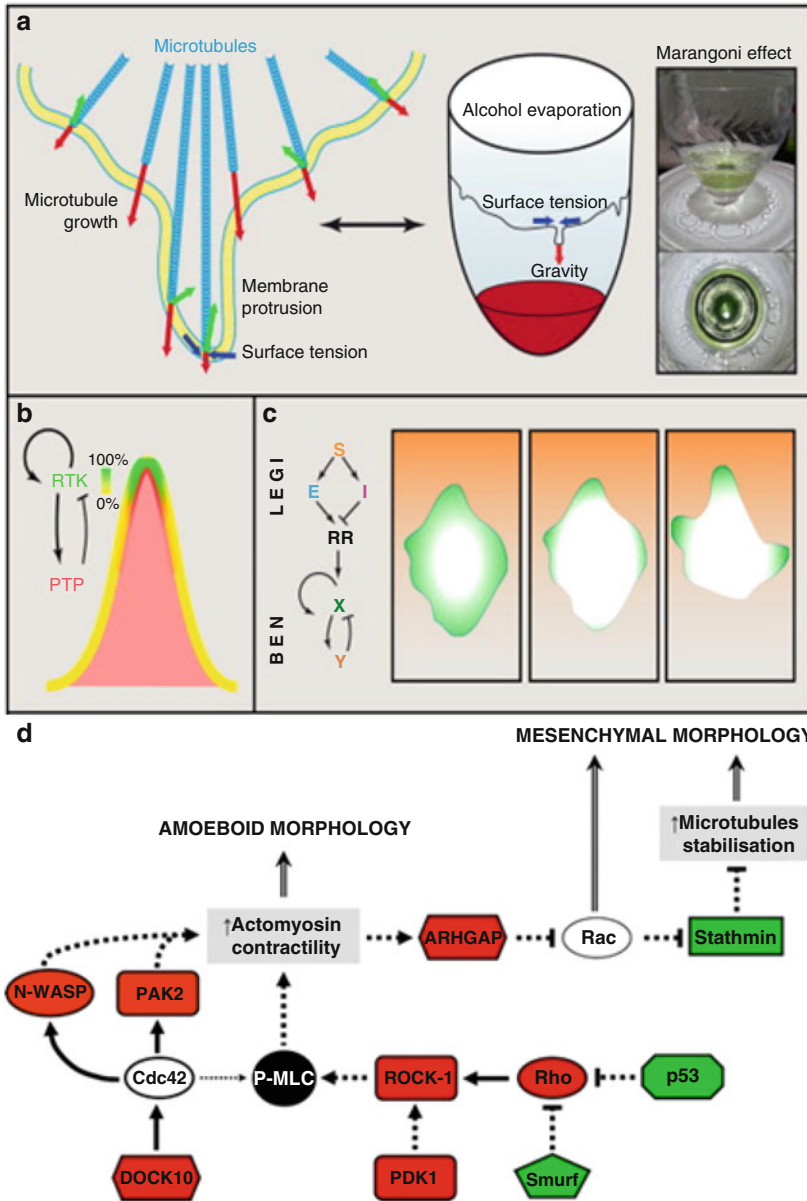 a
Microtubules
Marangoni effect
Alcohol evaporation
Microtubule
growth
Surface tension
Gravity
Membrane
protrusion
Surface tension
b
100%
RTK
0%
PTP
c
LEGI
S
E I
RR
BEN
X
Y
d
MESENCHYMAL MORPHOLOGY
↑Microtubules
stabilisation
AMOEBOID MORPHOLOGY
↑Actomyosin
contractility
ARHGAP
Rac
Stathmin
N-WASP
PAK2
Cdc42
P-MLC
ROCK-1
Rho
p53
DOCK10
PDK1
Smurf